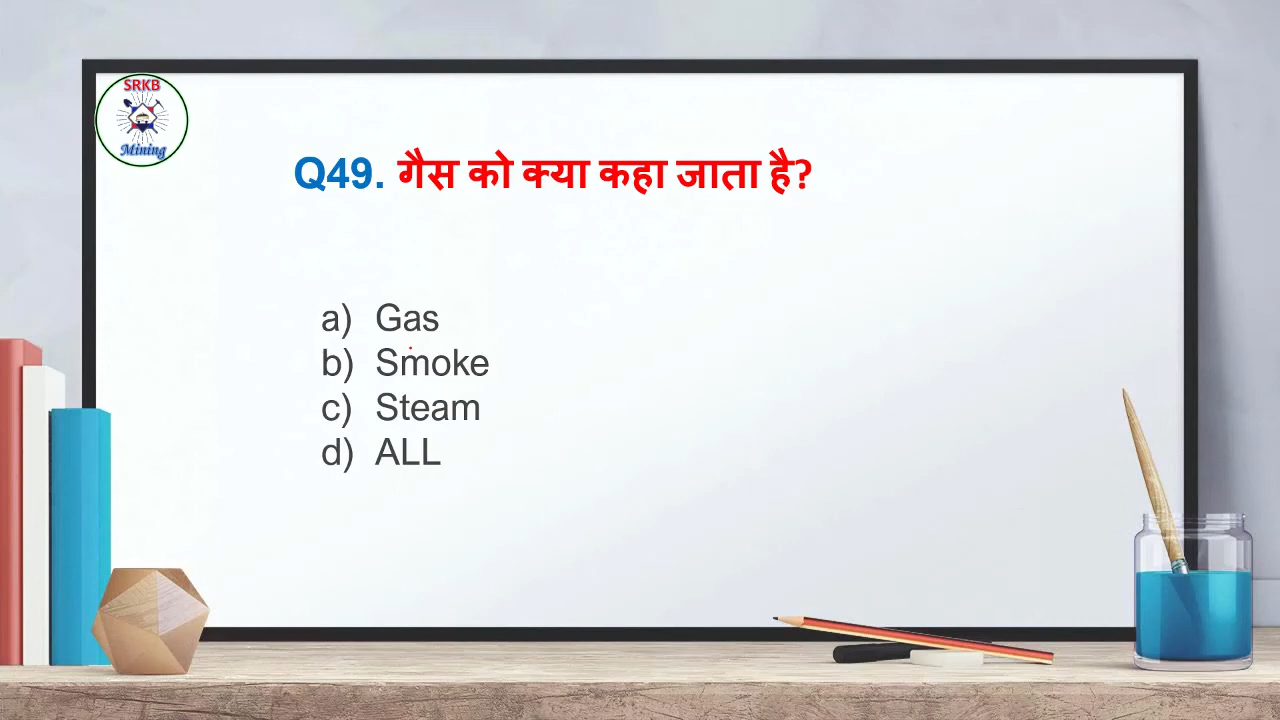 SRKB
Mining
Q49. गैस को क्या कहा जाता है?
a) Gas
b) Smoke
c) Steam
d) ALL